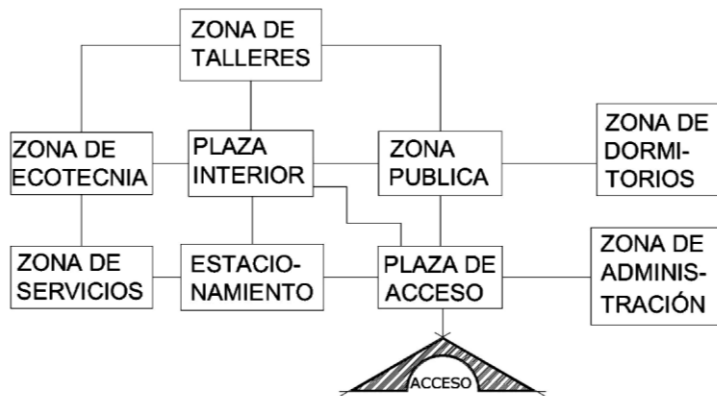 ZONA DE
TALLERES
ZONA DE
ECOTECNIA
PLAZA
INTERIOR
ZONA
PUBLICA
ZONA DE
DORMI-
TORIOS
ZONA DE
SERVICIOS
ESTACIO-
NAMIENTO
PLAZA DE
ACCESO
ZONA DE
ADMINIS-
TRACIÓN
ACCESO